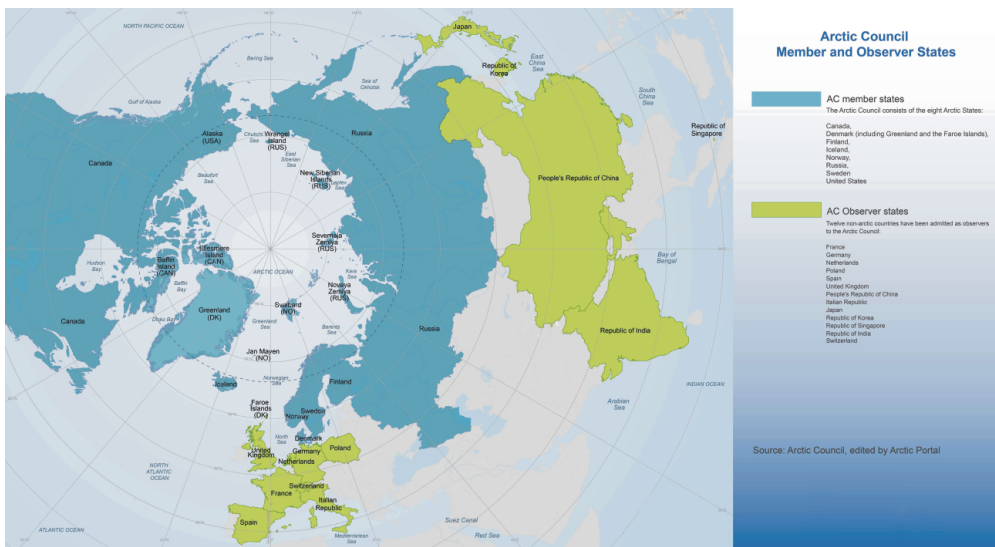 NORTH PACIFIC OCEAN
Bering Sea
Sea of
Okhotsk
Gulf of Alaska
Japan
Republic of
Korea
East
China
Sea
South
China
Sea
Republic of
Singapore
Alaska
(USA)
Chukchi
Sea
Wrangel
Island
(RUS)
Russia
East
Siberian
Sea
Canada
Beaufort
Sea
New Siberian
Islands
(RUS)
People's Republic of China
Severnaja
Zemlya
(RUS)
Ellesmere
Island
(CAN)
Baffin
Island
(CAN)
Hudson
Bay
Baffin
Bay
ARCTIC OCEAN
Kara
Sea
Novaya
Zemlya
(RUS)
Bay of
Bengal
Greenland
(DK)
Svalbard
(NO)
Disko Bay
Greenland
Sea
Barents
Sea
Canada
Russia
Republic of India
Jan Mayen
(NO)
Norwegian
Sea
Iceland
Finland
INDIAN OCEAN
Arabian
Sea
Faroe
Islands
(DK)
Sweden
Norway
North
Sea
Denmark
United
Kingdom
Germany
Poland
Netherlands
NORTH
ATLANTIC
OCEAN
Switzerland
France
Italian
Republic
Spain
Suez Canal
Red Sea
Mediterranean
Sea
ATLANTIC OCEAN
Arctic Council
Member and Observer States
AC member states
The Arctic Council consists of the eight Arctic States:
Canada,
Denmark (including Greenland and the Faroe Islands),
Finland,
Iceland,
Norway,
Russia,
Sweden
United States
AC Observer states
Twelve non-arctic countries have been admitted as observers
to the Arctic Council:
France
Germany
Netherlands
Poland
Spain
United Kingdom
People's Republic of China
Italian Republic
Japan
Republic of Korea
Republic of Singapore
Republic of India
Switzerland
Source: Arctic Council, edited by Arctic Portal